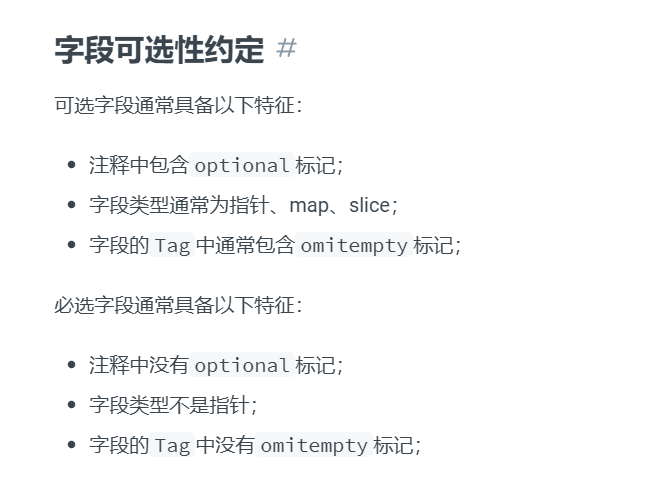 字段可选性约定 #
可选字段通常具备以下特征：
• 注释中包含 optional 标记；
• 字段类型通常为指针、map、slice；
• 字段的 Tag 中通常包含 omitempty 标记；
必选字段通常具备以下特征：
• 注释中没有 optional 标记；
• 字段类型不是指针；
• 字段的 Tag 中没有 omitempty 标记；